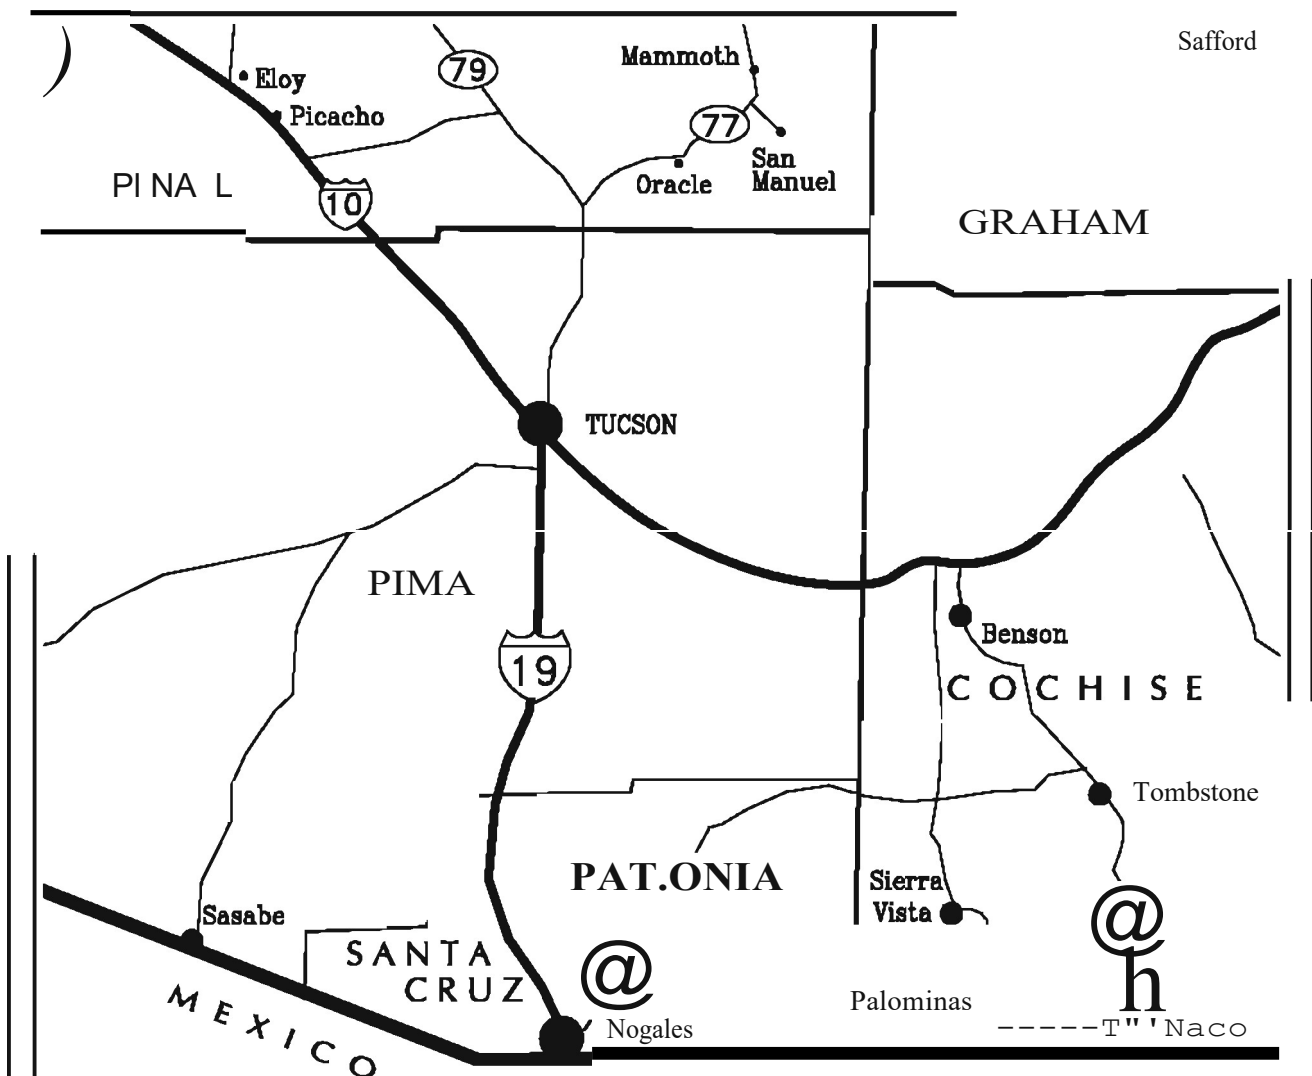 Safford
)
79
Mammoth
Eloy
Picacho
77
San
Manuel
Oracle
PI NA L
10
GRAHAM
TUCSON
PIMA
Benson
19
COCHISE
Tombstone
PAT.ONIA
Sierra
Vista
Sasabe
@
SANTA
CRUZ
@
h
MEXICO
Palominas
Nogales
-----T"'Naco